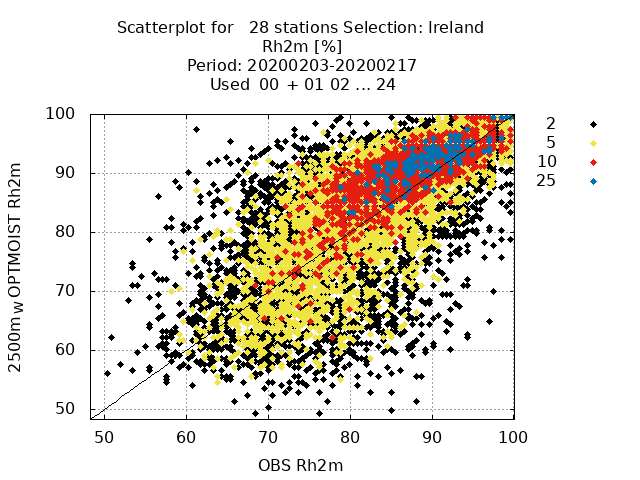 Scatterplot for   28 stations Selection: Ireland
Rh2m [%]
Period: 20200203-20200217
Used  00 + 01 02 ... 24
100
90
80
70
60
50
2500m_W OPTMOIST Rh2m
2
5
10
25
50 60 70 80 90 100
OBS Rh2m